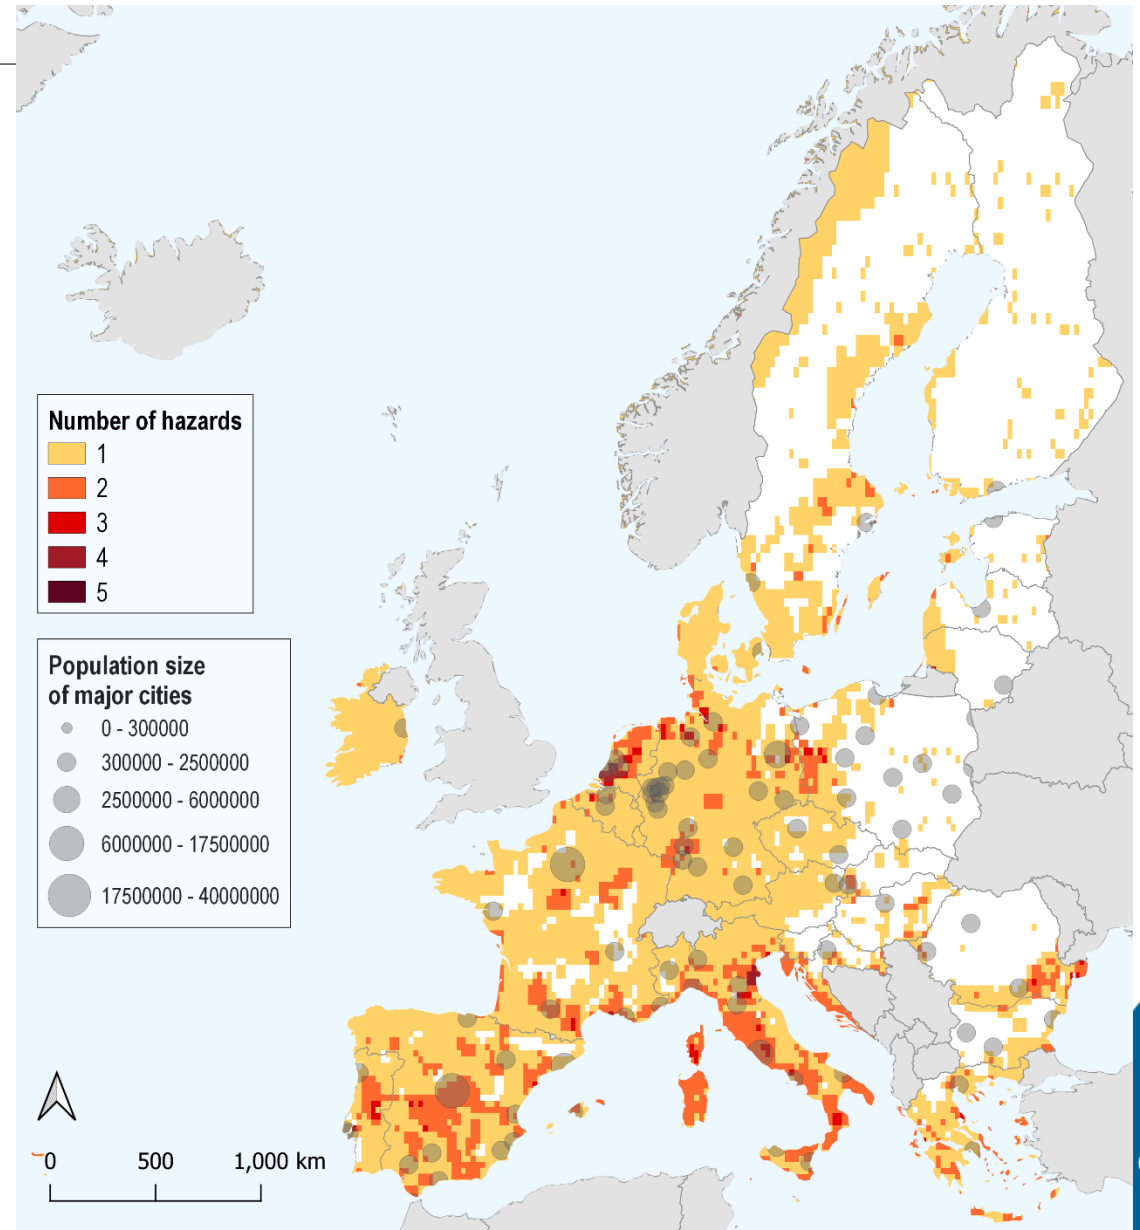 Number of hazards
1
2
3
4
5
Population size
of major cities
0 - 300000
300000 - 2500000
2500000 - 6000000
6000000 - 17500000
17500000 - 40000000
0 500 1,000 km